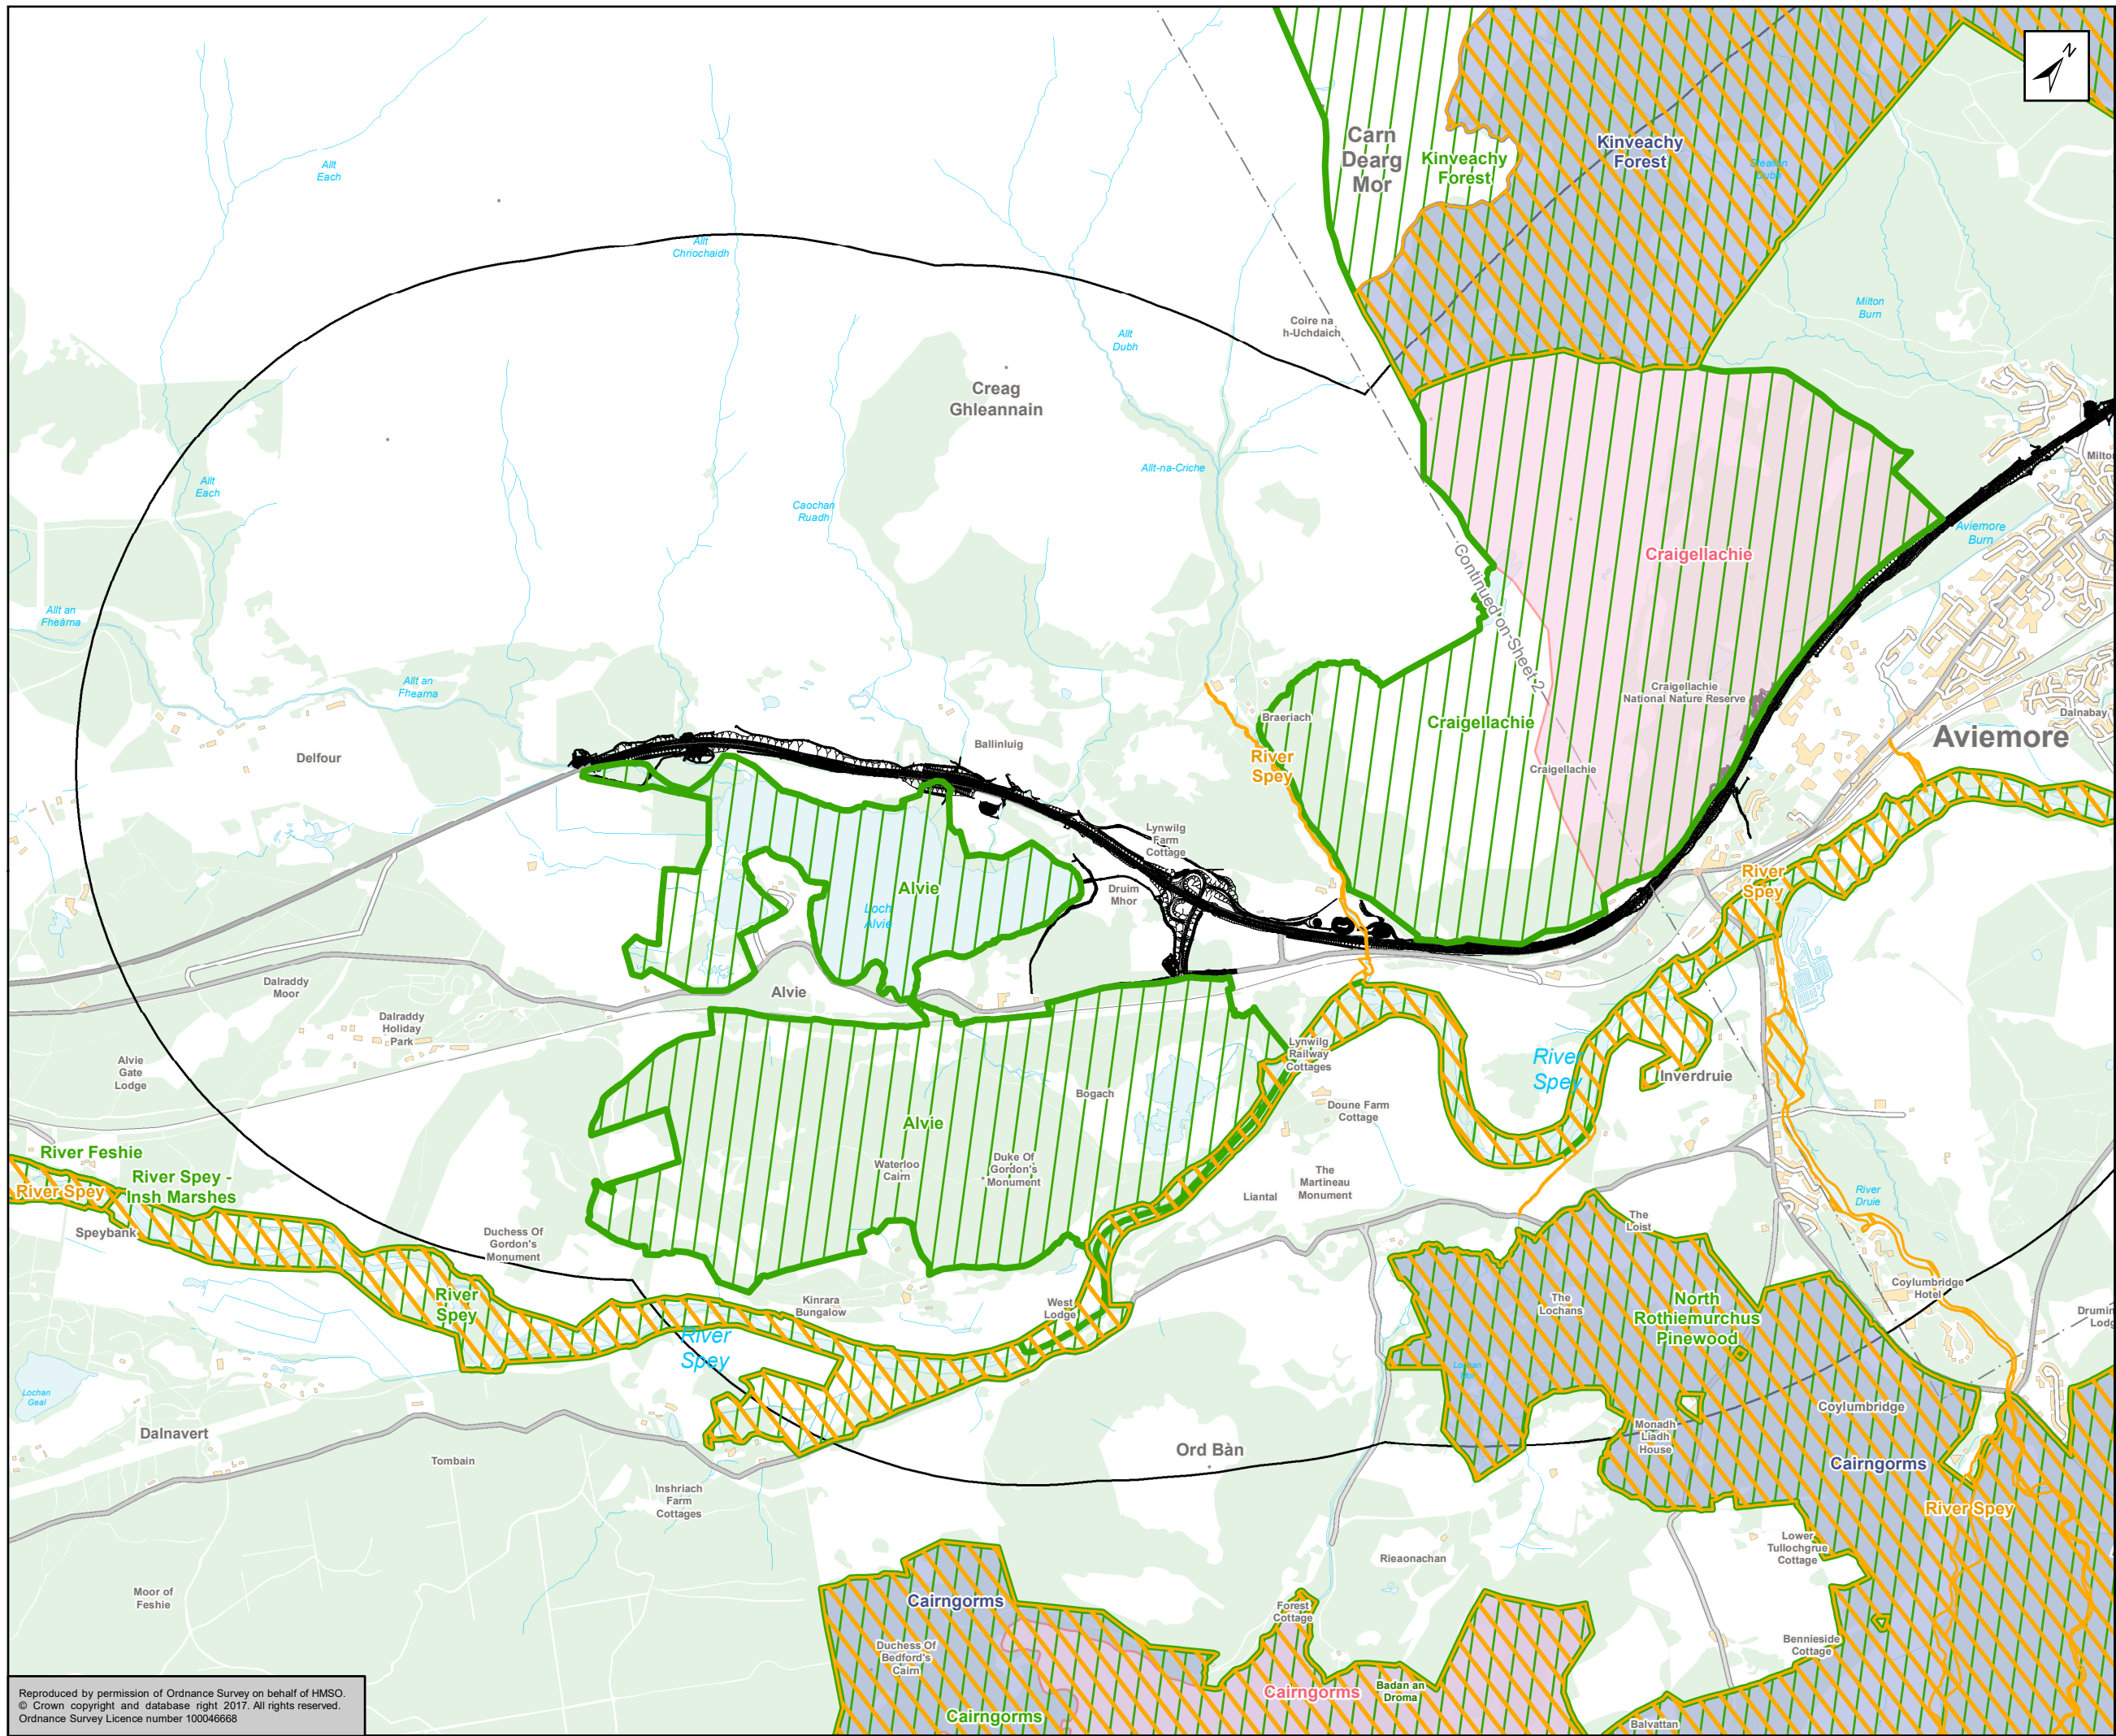 N
Carn
Dearg
Mor
Kinveachy
Forest
Kinveachy
Forest
Allt
Each
Allt
Chriochaidh
Milton
Burn
Coire na
h-Uchdaich
Allt
Dubh
Creag
Ghleannain
Allt-na-Criche
Milton
Allt
Each
Caochan
Ruadh
Aviemore
Burn
Craigellachie
Continued on Sheet 2
Allt an
Fhearna
Allt an
Fhearna
Craigellachie
National Nature Reserve
Dalnabay
Braeriach
Craigellachie
Aviemore
Ballinluig
Delfour
River
Spey
Craigellachie
Lynwilg
Farm
Cottage
River
Spey
Alvie
Druim
Mhor
Loch
Alvie
Dalraddy
Moor
Alvie
Dalraddy
Holiday
Park
Lynwilg
Railway
Cottages
River
Spey
Alvie
Gate
Lodge
Inverdruie
Bogach
Doune Farm
Cottage
Alvie
River Feshie
River Spey -
Insh Marshes
River Spey
Waterloo
Cairn
Duke Of
Gordon's
Monument
The
Martineau
Monument
Liantal
River
Druie
Speybank
Duchess Of
Gordon's
Monument
The
Loist
Coylumbridge
Hotel
River
Spey
Kinrara
Bungalow
West
Lodge
The
Lochans
North
Rothiemurchus
Pinewood
River
Spey
Lochan
Geal
Coylumbridge
Dalnavert
Monadh
Liadh
House
Ord Bàn
Tombain
Cairngorms
Inshriach
Farm
Cottages
River Spey
Lower
Tullochgrue
Cottage
Rieaonachan
Moor of
Feshie
Cairngorms
Forest
Cottage
Duchess Of
Bedford's
Cairn
Bennieside
Cottage
Cairngorms
Badan an
Droma
Cairngorms
Balvattan
Reproduced by permission of Ordnance Survey on behalf of HMSO.
© Crown copyright and database right 2017. All rights reserved.
Ordnance Survey Licence number 100046668